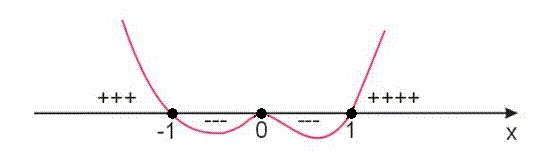 +++ ++++
--- ---
-1 0 1 x